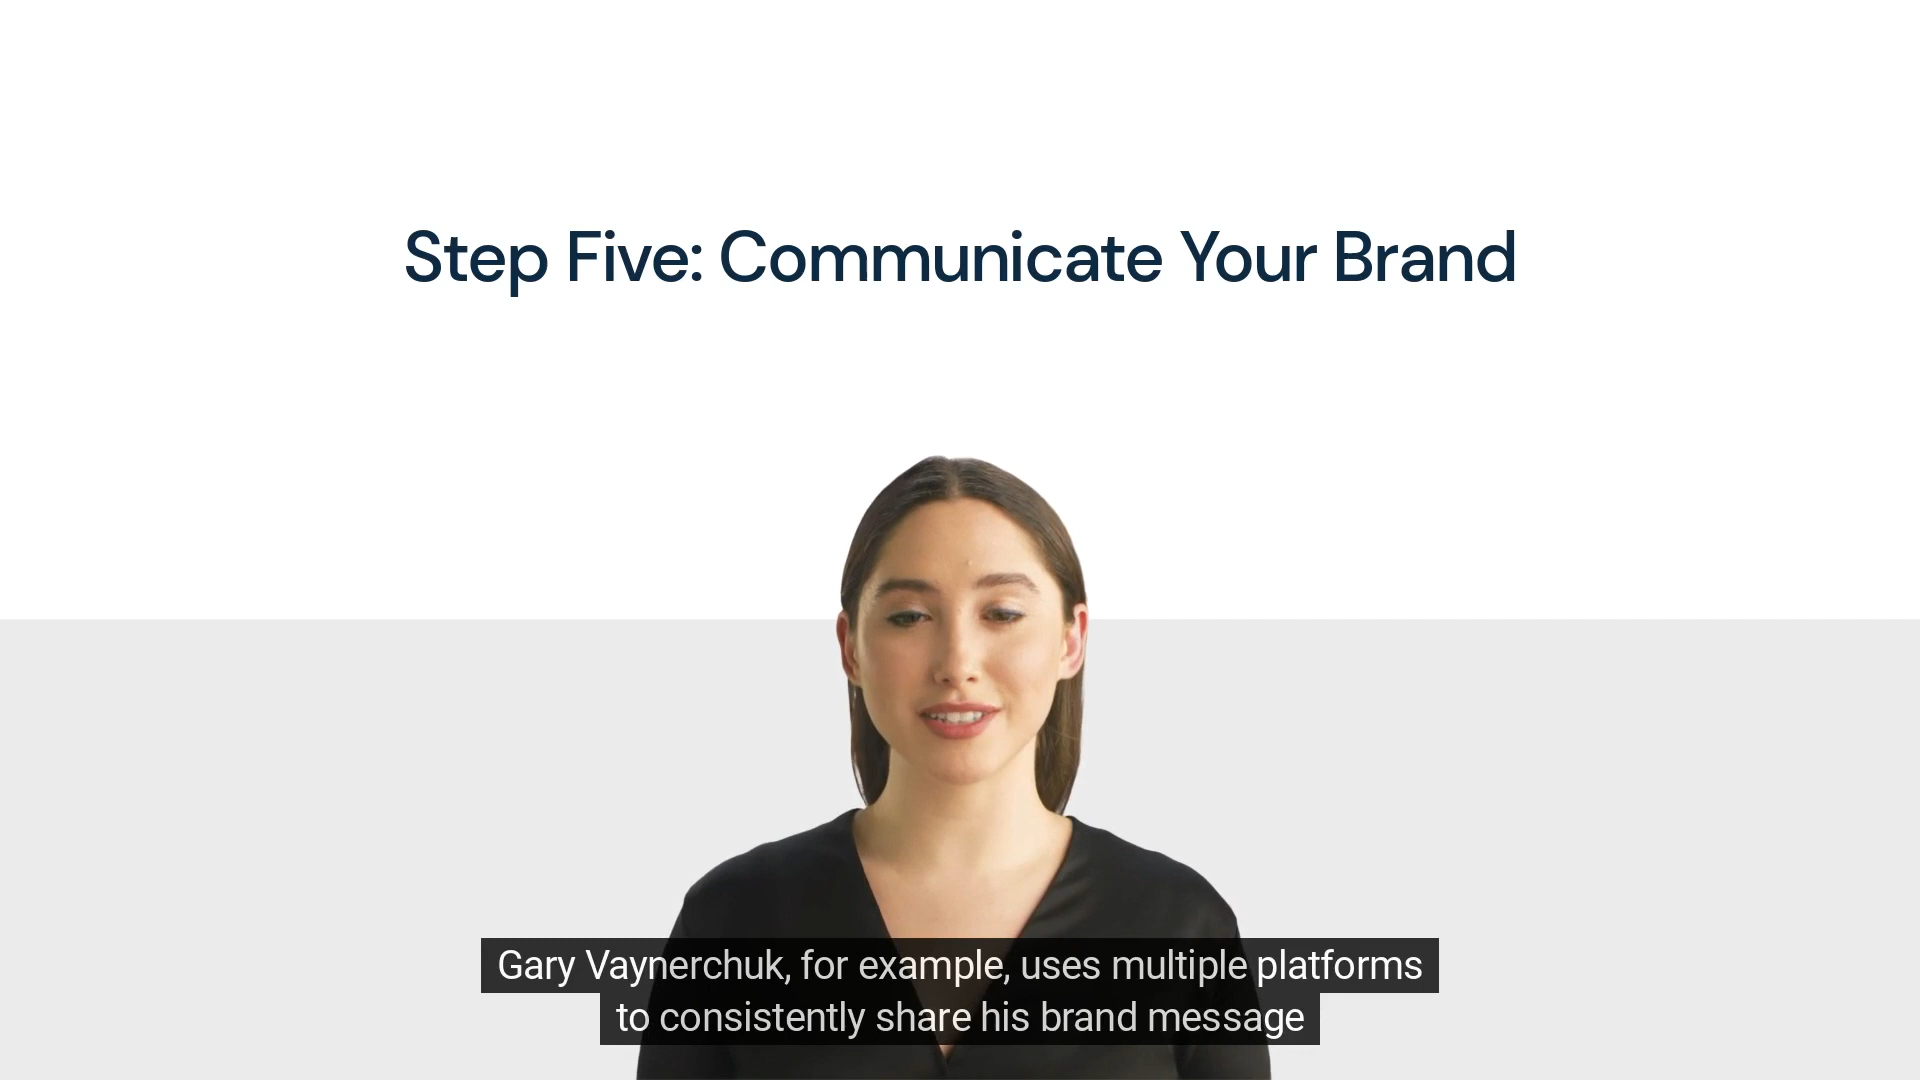 Step Five: Communicate Your Brand
Gary Vaynerchuk, for example, uses multiple platforms
to consistently share his brand message